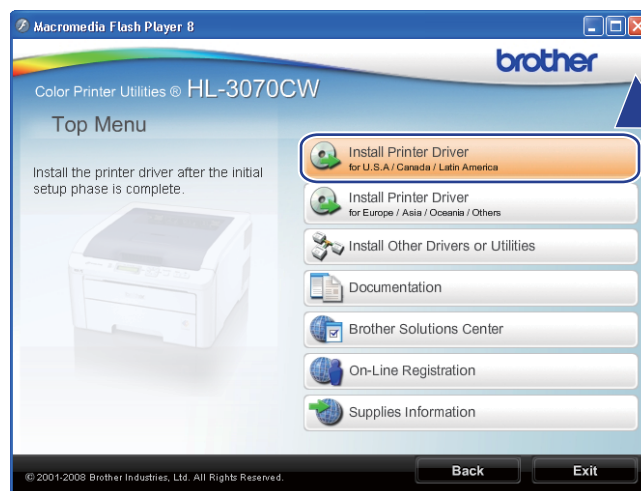 Macromedia Flash Player 8
brother
Color Printer Utilities ® HL-3070CW
Top Menu
Install the printer driver after the initial
setup phase is complete.
Install Printer Driver
for U.S.A / Canada / Latin America
Install Printer Driver
for Europe / Asia / Oceania / Others
Install Other Drivers or Utilities
Documentation
Brother Solutions Center
On-Line Registration
Supplies Information
© 2001-2008 Brother Industries, Ltd. All Rights Reserved.
Back
Exit